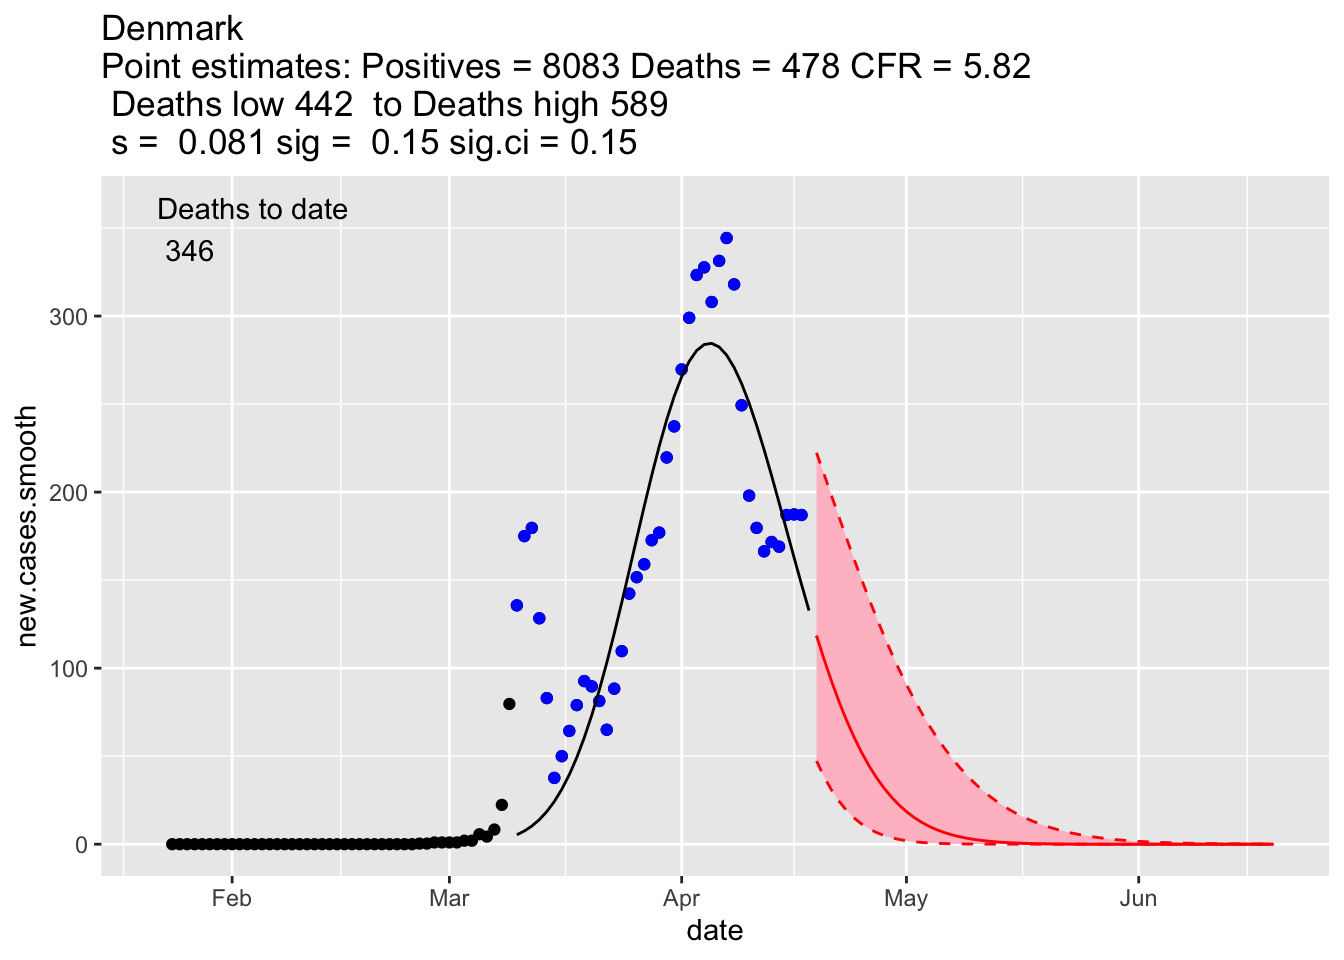 Denmark
Point estimates: Positives = 8083 Deaths = 478 CFR = 5.82
Deaths low 442  to Deaths high 589
s =  0.081 sig =  0.15 sig.ci = 0.15
Deaths to date
346
new.cases.smooth
300
200
100
0
Feb
Mar
Apr
May
Jun
date